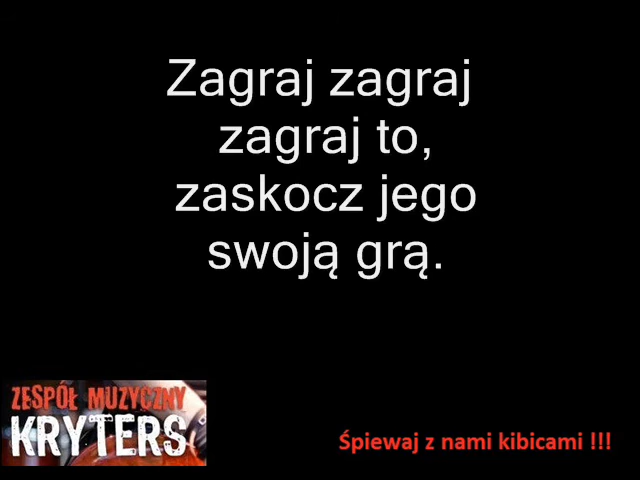 Zagraj zagraj
zagraj to,
zaskocz jego
swoją grą.
ZESPÓŁ MUZYCZNY
KRYTERS
Śpiewaj z nami kibicami !!!